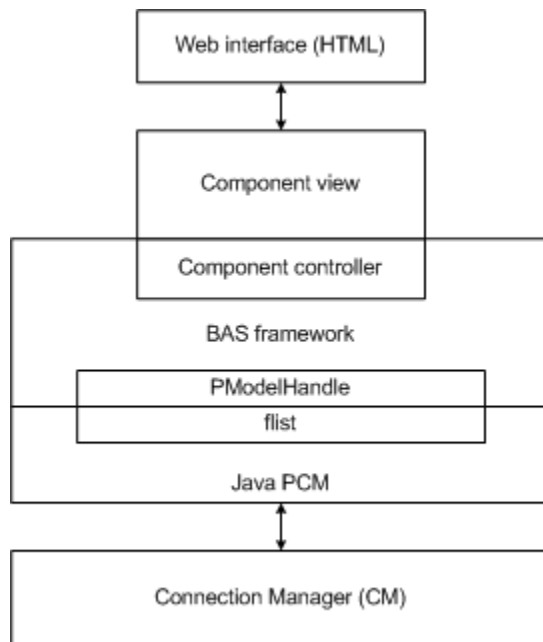 Web interface (HTML)
Component view
Component controller
BAS framework
PModelHandle
flist
Java PCM
Connection Manager (CM)